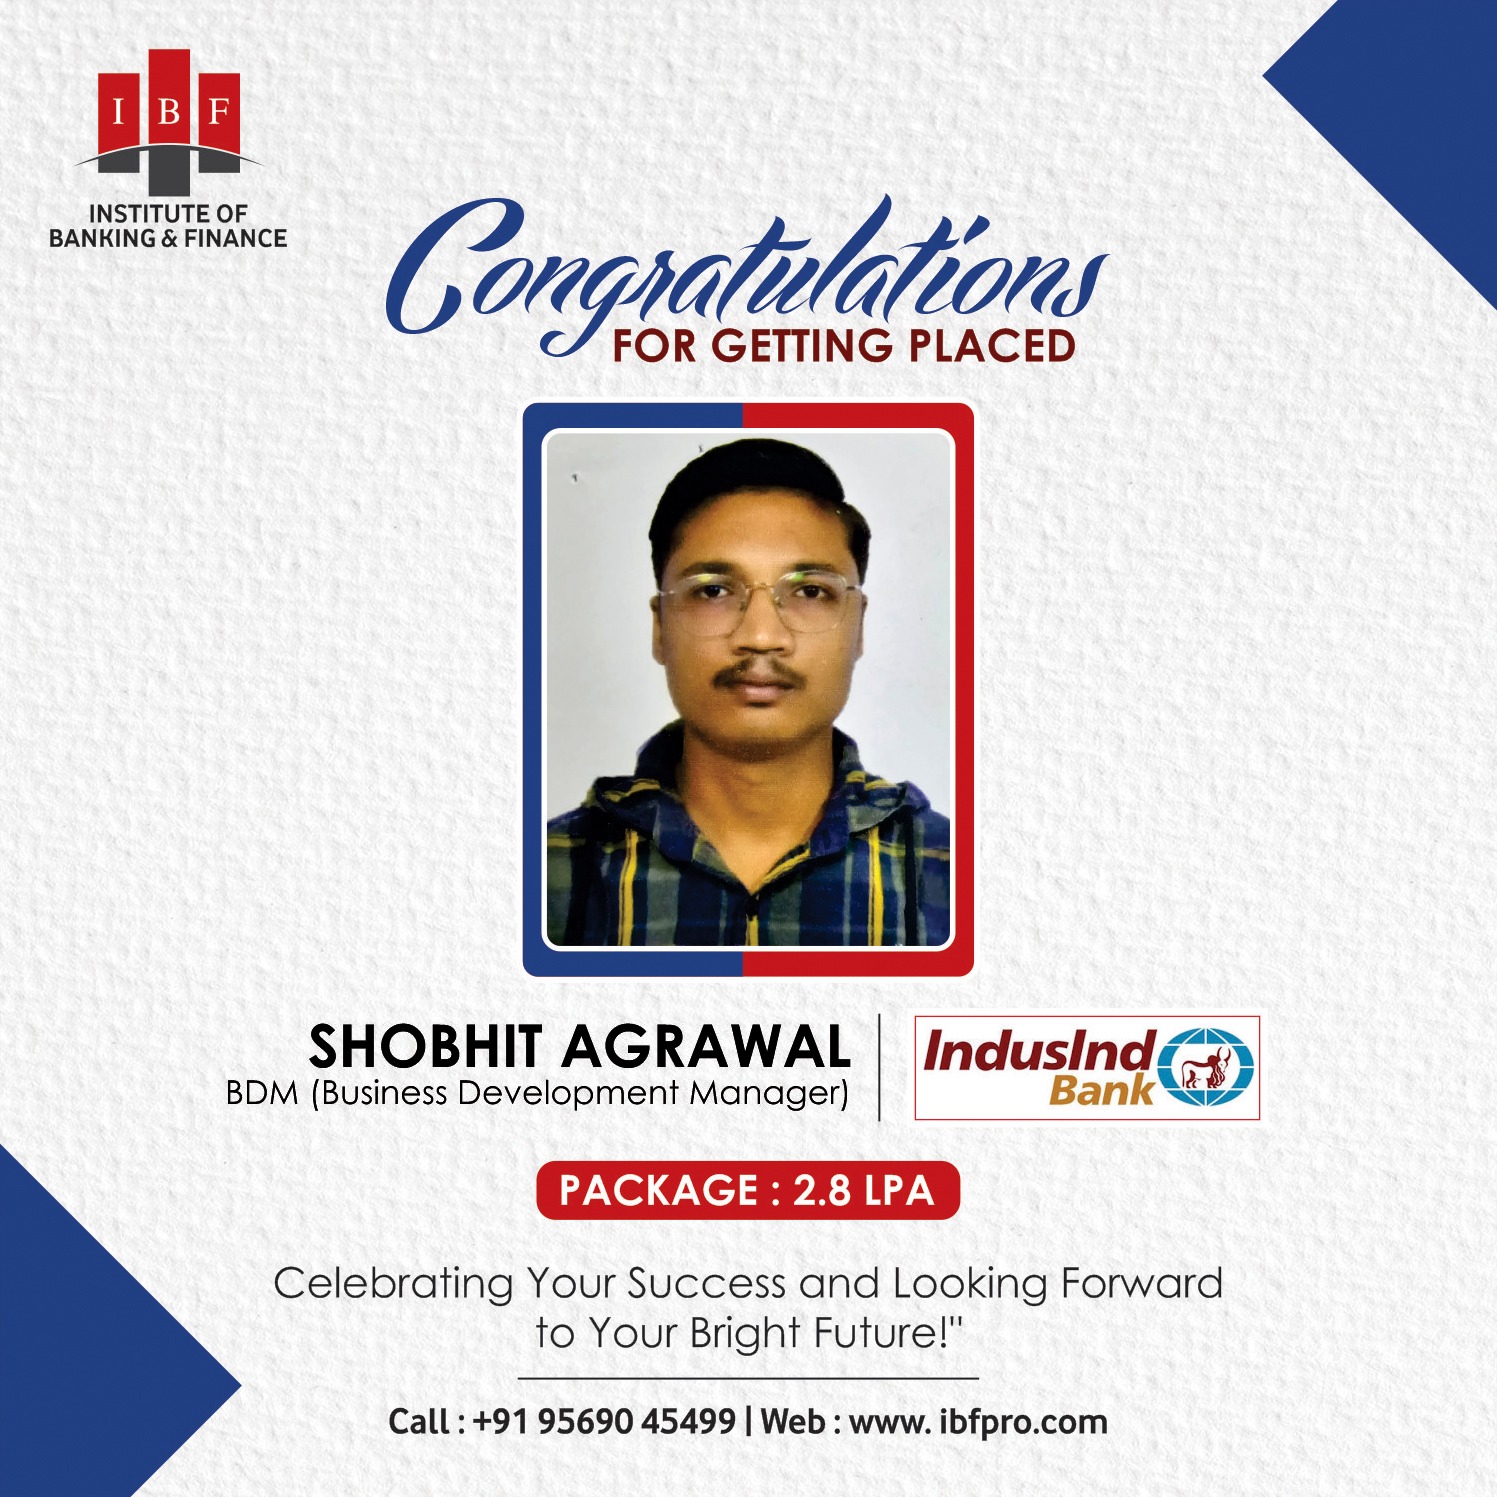 I B F
INSTITUTE OF
BANKING & FINANCE
Congratulations
FOR GETTING PLACED
SHOBHIT AGRAWAL
BDM (Business Development Manager)
IndusInd
Bank
PACKAGE : 2.8 LPA
Celebrating Your Success and Looking Forward
to Your Bright Future!"
Call : +91 95690 45499 | Web : www. ibfpro.com